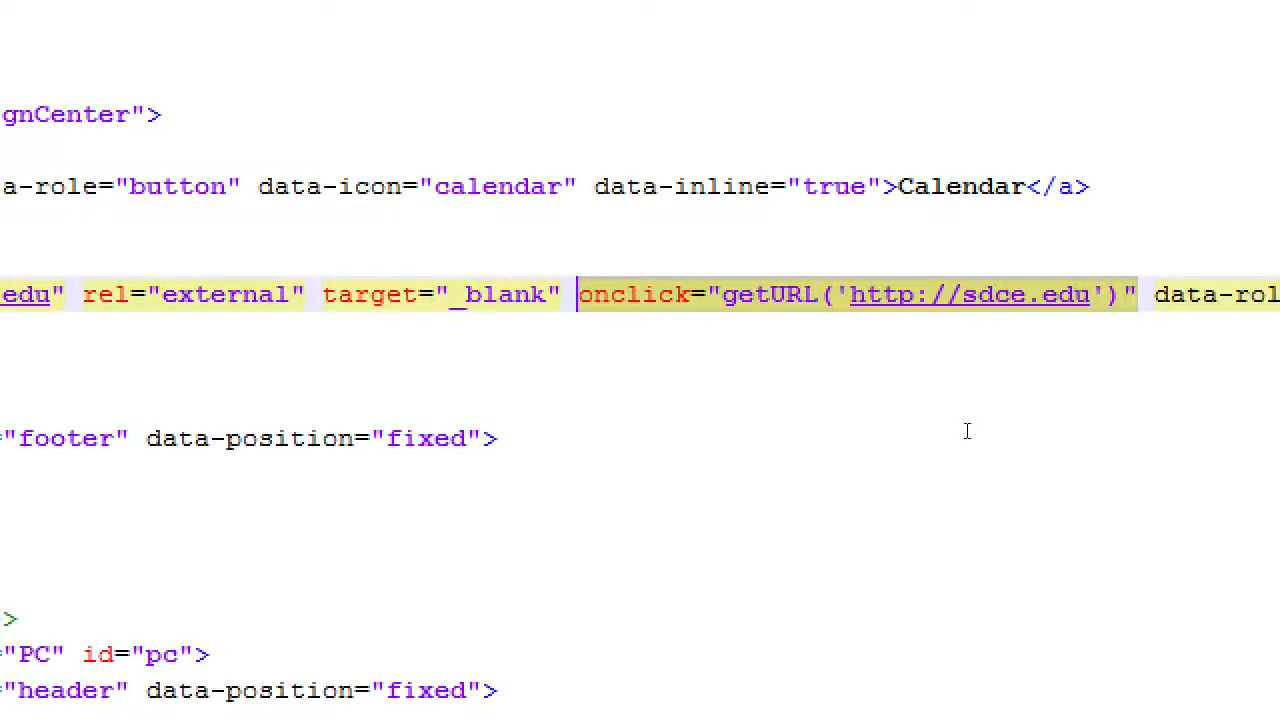 gnCenter">
a-role="button" data-icon="calendar" data-inline="true">Calendar</a>
edu" rel="external" target="_blank" onclick="getURL('http://sdce.edu')" data-rol
="footer" data-position="fixed">
>
="PC" id="pc">
="header" data-position="fixed">